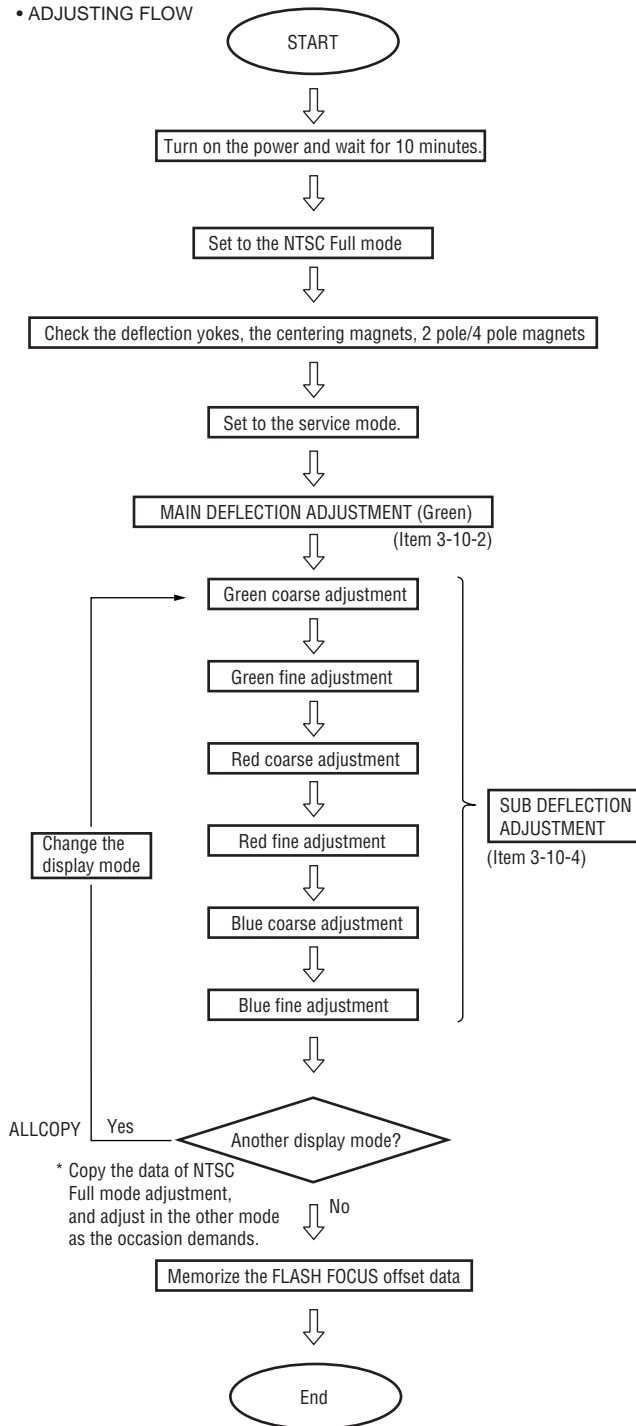 • ADJUSTING FLOW
START
Turn on the power and wait for 10 minutes.
Set to the NTSC Full mode
Check the deflection yokes, the centering magnets, 2 pole/4 pole magnets
Set to the service mode.
MAIN DEFLECTION ADJUSTMENT (Green)
(Item 3-10-2)
Green coarse adjustment
Green fine adjustment
Red coarse adjustment
Red fine adjustment
Blue coarse adjustment
Blue fine adjustment
SUB DEFLECTION
ADJUSTMENT
(Item 3-10-4)
Change the
display mode
ALLCOPY
Yes
Another display mode?
* Copy the data of NTSC
Full mode adjustment,
and adjust in the other mode
as the occasion demands.
No
Memorize the FLASH FOCUS offset data
End